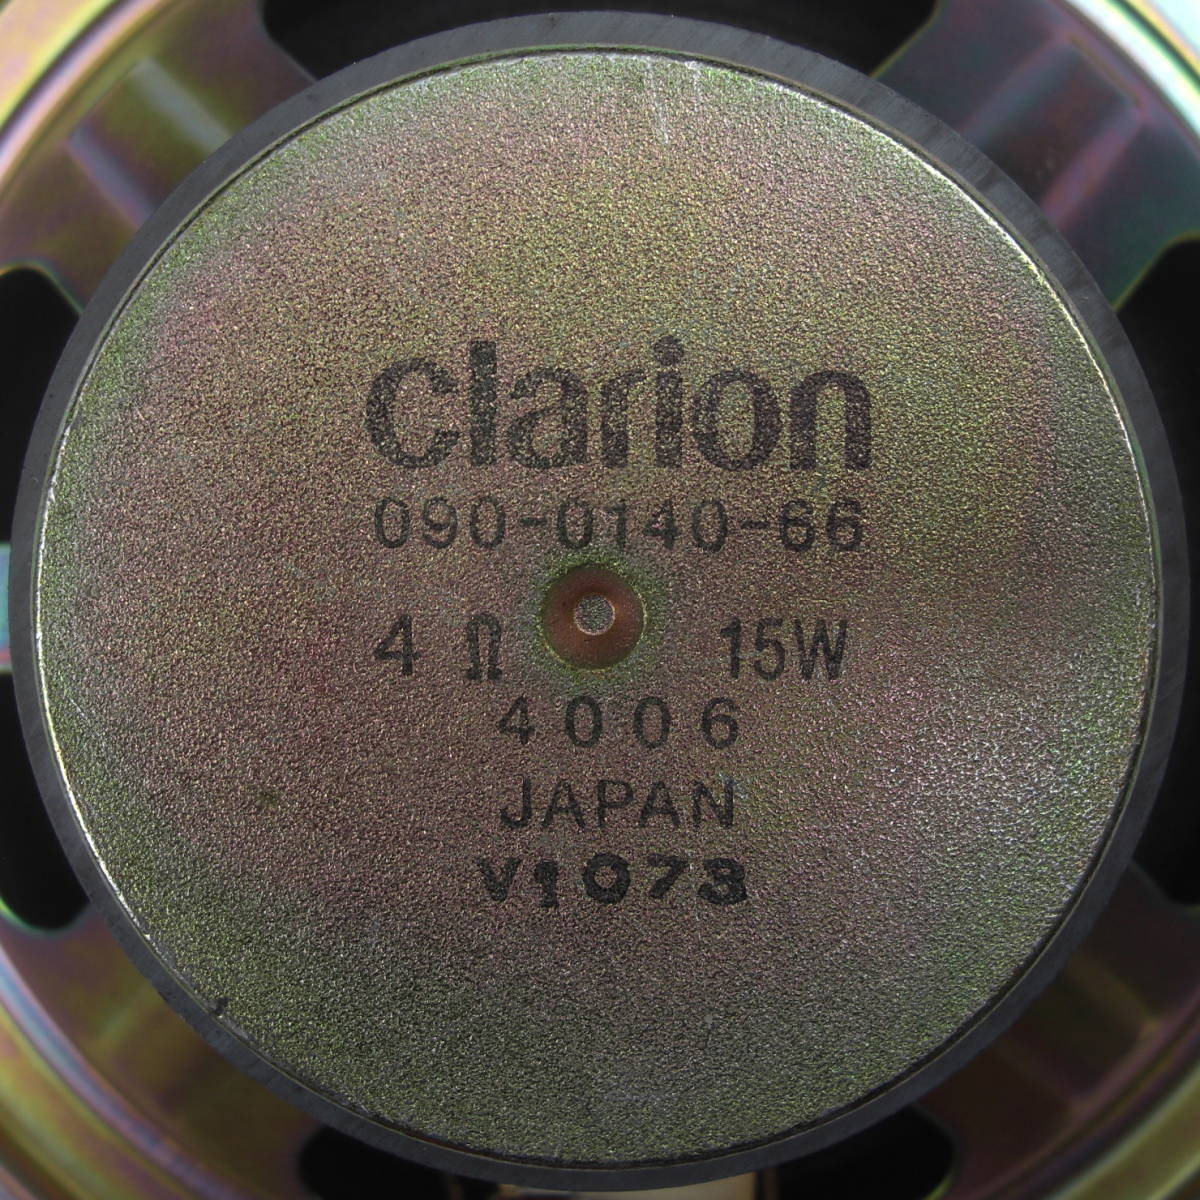 clarion
090-0140-66
4 Ω 15W
4006
JAPAN
V1073